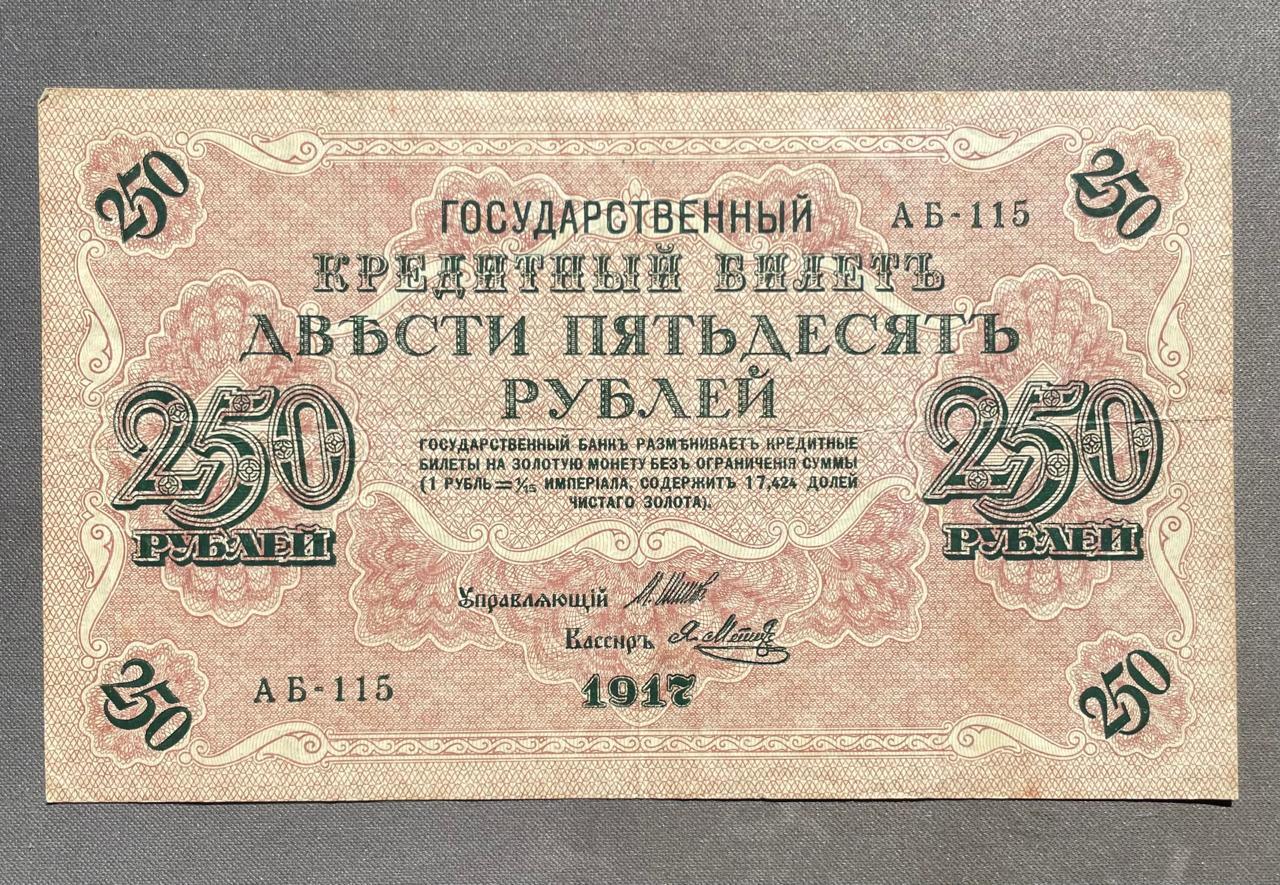 250 250
ГОСУДАРСТВЕННЫЙ АБ-115
КРЕДИТНЫЙ БИЛЕТЪ
ДВѢСТИ ПЯТЬДЕСЯТЪ
РУБЛЕЙ
250 250
РУБЛЕЙ РУБЛЕЙ
ГОСУДАРСТВЕННЫЙ БАНКЪ РАЗМѢНИВАЕТЪ КРЕДИТНЫЕ
БИЛЕТЫ НА ЗОЛОТУЮ МОНЕТУ БЕЗЪ ОГРАНИЧЕНІЯ СУММЫ
(1 РУБЛЬ = 1/15 ИМПЕРІАЛА, СОДЕРЖИТЪ 17,424 ДОЛЕЙ
ЧИСТАГО ЗОЛОТА).
Управляющій
Кассиръ
АБ-115 1917
250 250